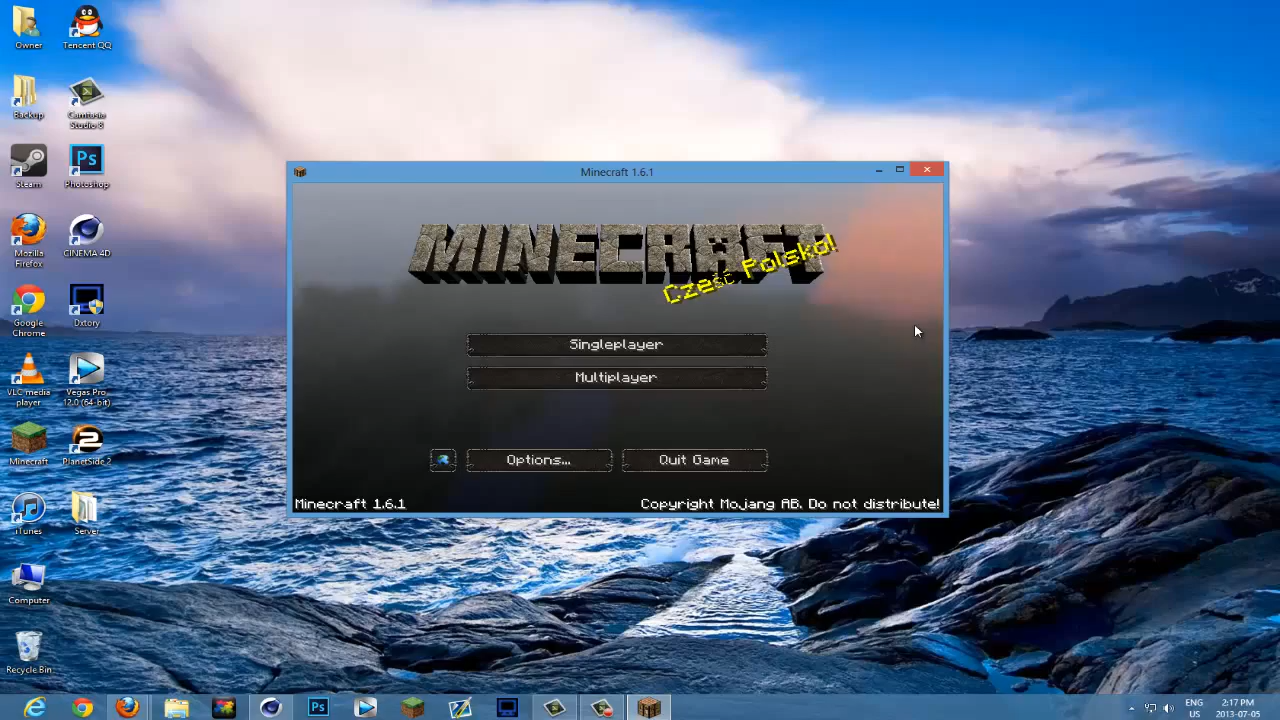 Owner
Tencent QQ
Backup
Camtasia
Studio 8
Steam
Photoshop
Mozilla
Firefox
CINEMA 4D
Google
Chrome
Dxtory
VLC media
player
Vegas Pro
12.0 (64-bit)
Minecraft
PlanetSide 2
iTunes
Server
Computer
Recycle Bin
Minecraft 1.6.1
MINECRAFT
Cześć Polsko!
Singleplayer
Multiplayer
Options...
Quit Game
Minecraft 1.6.1
Copyright Mojang AB. Do not distribute!
Ps
Ps
ENG
US
2:17 PM
2013-07-05